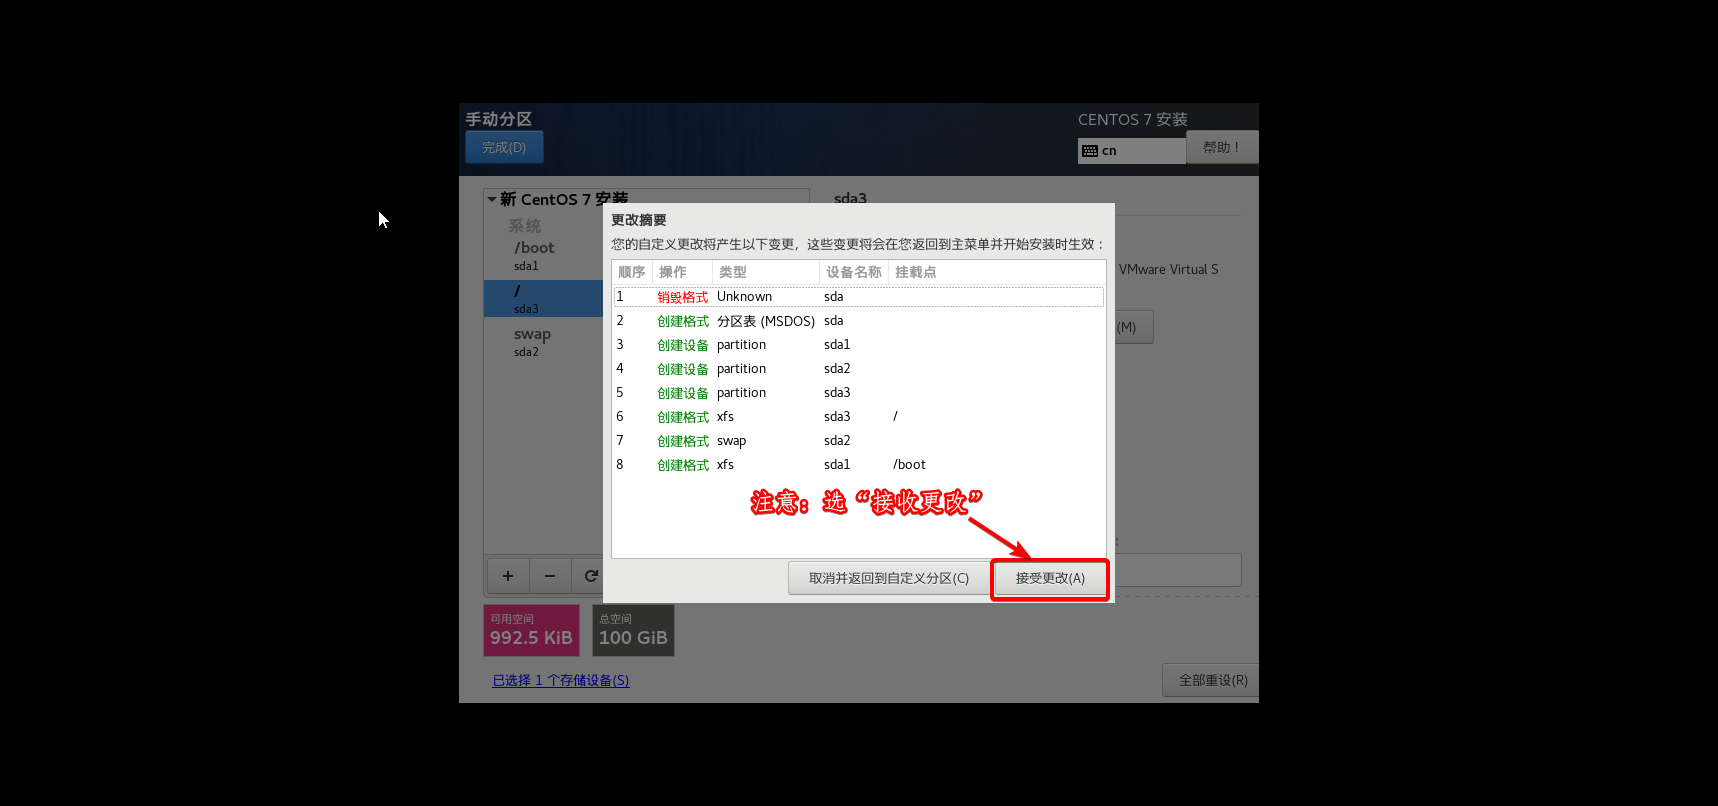 手动分区
CENTOS 7 安装
完成(D)
cn
帮助！
新 CentOS 7 安装
sda3
系统
/boot
sda1
/
sda3
swap
sda2
VMware Virtual S
(M)
更改摘要
您的自定义更改将产生以下变更，这些变更将会在您返回到主菜单并开始安装时生效：
顺序 操作 类型 设备名称 挂载点
1 销毁格式 Unknown sda
2 创建格式 分区表 (MSDOS) sda
3 创建设备 partition sda1
4 创建设备 partition sda2
5 创建设备 partition sda3
6 创建格式 xfs sda3 /
7 创建格式 swap sda2
8 创建格式 xfs sda1 /boot
注意：选“接收更改”
取消并返回到自定义分区(C)
接受更改(A)
+ −
可用空间
992.5 KiB
总空间
100 GiB
已选择 1 个存储设备(S)
全部重设(R)